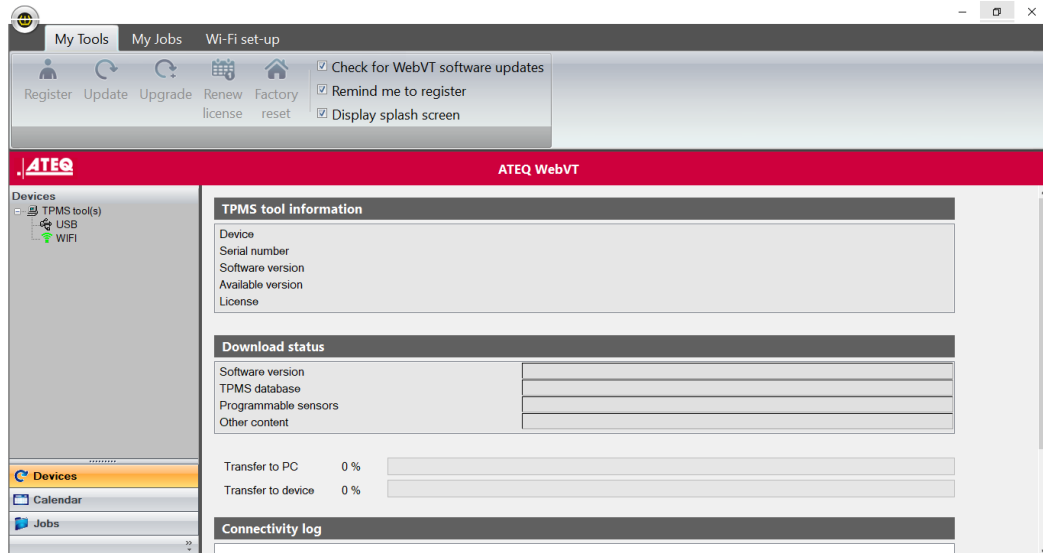 My Tools My Jobs Wi-Fi set-up
Register Update Upgrade Renew license Factory reset
Check for WebVT software updates
Remind me to register
Display splash screen
ATEQ
ATEQ WebVT
Devices
TPMS tool(s)
USB
WIFI
Devices
Calendar
Jobs
TPMS tool information
Device
Serial number
Software version
Available version
License
Download status
Software version
TPMS database
Programmable sensors
Other content
Transfer to PC 0 %
Transfer to device 0 %
Connectivity log